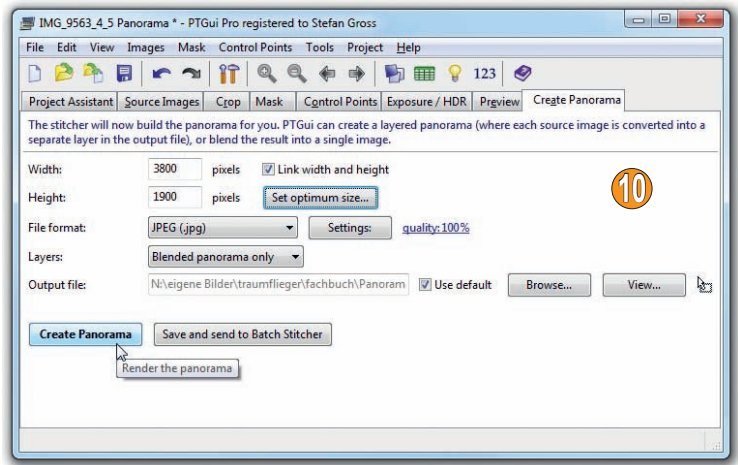 IMG_9563_4_5 Panorama * - PTGui Pro registered to Stefan Gross
File Edit View Images Mask Control Points Tools Project Help
123
Project Assistant Source Images Crop Mask Control Points Exposure / HDR Preview Create Panorama
The stitcher will now build the panorama for you. PTGui can create a layered panorama (where each source image is converted into a
separate layer in the output file), or blend the result into a single image.
Width: 3800 pixels Link width and height
10
Height: 1900 pixels Set optimum size...
File format: JPEG (.jpg) Settings: quality: 100%
Layers: Blended panorama only
Output file: N:\eigene Bilder\traumflieger\fachbuch\Panoram Use default Browse... View...
Create Panorama Save and send to Batch Stitcher
Render the panorama